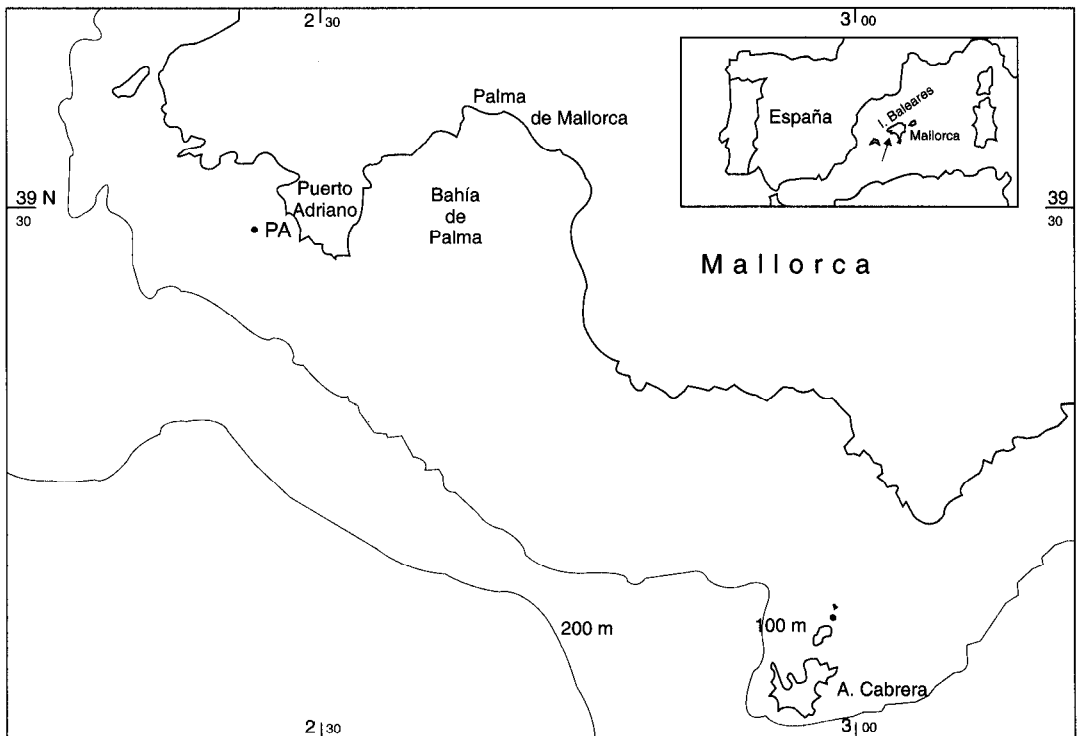 2 30
3 00
España
I. Baleares
Mallorca
Palma
de Mallorca
39 N
30
39
30
Puerto
Adriano
Bahía
de
Palma
PA
Mallorca
200 m
100 m
A. Cabrera
2 30
3 00